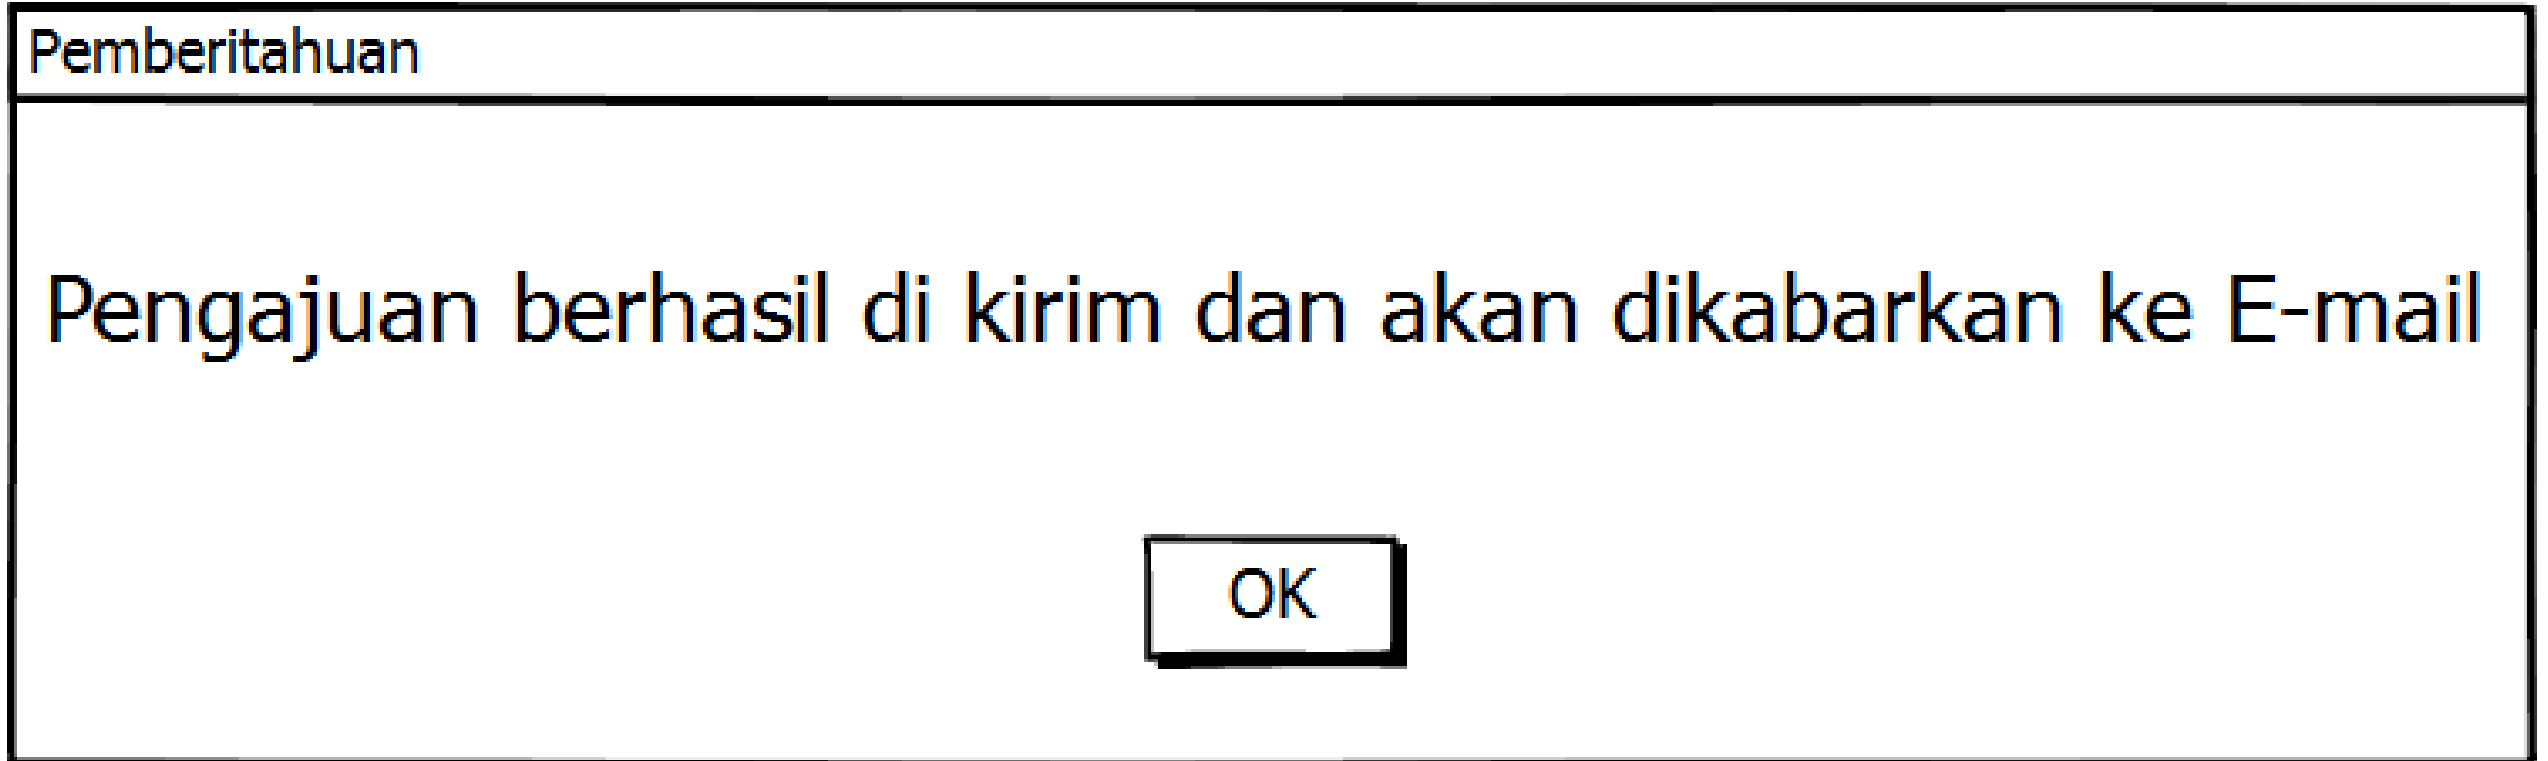 Pemberitahuan
Pengajuan berhasil di kirim dan akan dikabarkan ke E-mail
OK